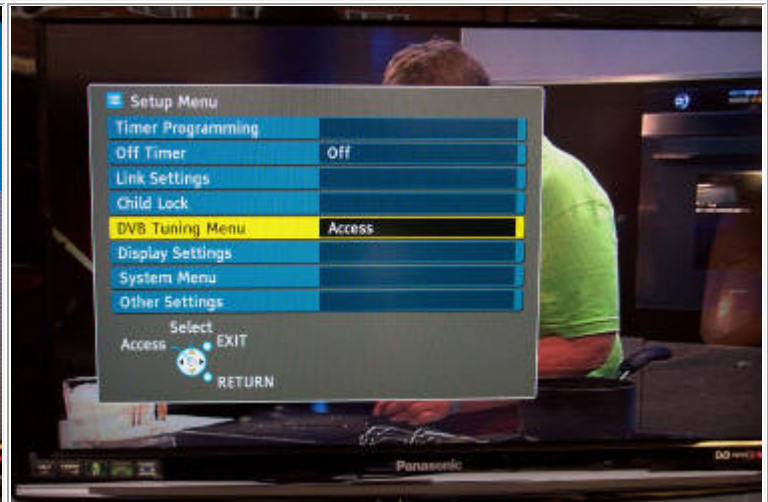 Setup Menu
Timer Programming
Off Timer Off
Link Settings
Child Lock
DVB Tuning Menu Access
Display Settings
System Menu
Other Settings
Select
Access EXIT
RETURN
Panasonic